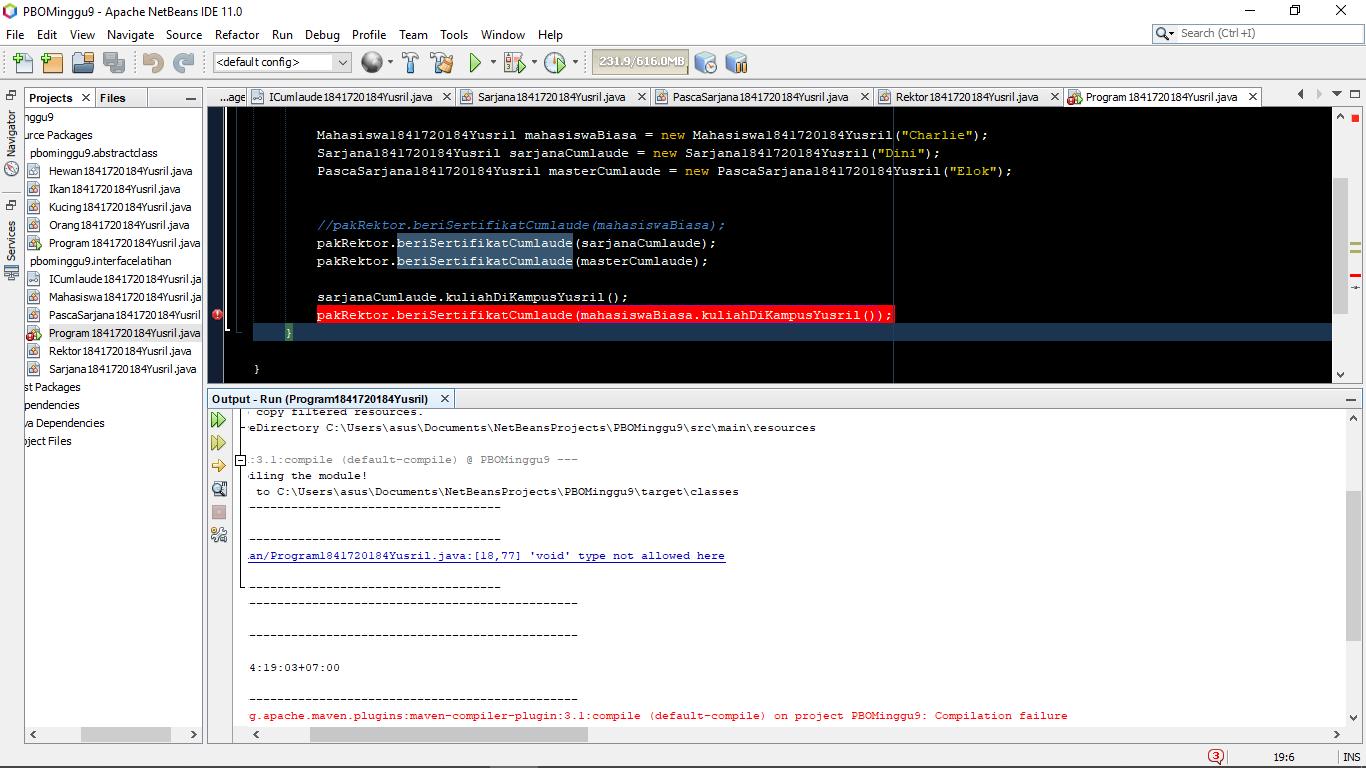 PBOMinggu9 - Apache NetBeans IDE 11.0
File Edit View Navigate Source Refactor Run Debug Profile Team Tools Window Help
Search (Ctrl+I)
<default config>
231.9/616.0MB
Projects
Files
Navigator
Services
nggu9
urce Packages
pbominggu9.abstractclass
Hewan1841720184Yusril.java
Ikan1841720184Yusril.java
Kucing1841720184Yusril.java
Orang1841720184Yusril.java
Program1841720184Yusril.java
pbominggu9.interfacelatihan
ICumlaude1841720184Yusril.ja
Mahasiswa1841720184Yusril.ja
PascaSarjana1841720184Yusril
Program1841720184Yusril.java
Rektor1841720184Yusril.java
Sarjana1841720184Yusril.java
st Packages
pendencies
va Dependencies
oject Files
...age ICumlaude1841720184Yusril.java Sarjana1841720184Yusril.java PascaSarjana1841720184Yusril.java Rektor1841720184Yusril.java Program1841720184Yusril.java
Mahasiswa1841720184Yusril mahasiswaBiasa = new Mahasiswa1841720184Yusril("Charlie");
Sarjana1841720184Yusril sarjanaCumlaude = new Sarjana1841720184Yusril("Dini");
PascaSarjana1841720184Yusril masterCumlaude = new PascaSarjana1841720184Yusril("Elok");
//pakRektor.beriSertifikatCumlaude(mahasiswaBiasa);
pakRektor.beriSertifikatCumlaude(sarjanaCumlaude);
pakRektor.beriSertifikatCumlaude(masterCumlaude);
sarjanaCumlaude.kuliahDiKampusYusril();
pakRektor.beriSertifikatCumlaude(mahasiswaBiasa.kuliahDiKampusYusril());
}
}
Output - Run (Program1841720184Yusril)
copy filtered resources.
eDirectory C:\Users\asus\Documents\NetBeansProjects\PBOMinggu9\src\main\resources
:3.1:compile (default-compile) @ PBOMinggu9 ---
iling the module!
to C:\Users\asus\Documents\NetBeansProjects\PBOMinggu9\target\classes
------------------------------------
------------------------------------
an/Program1841720184Yusril.java:[18,77] 'void' type not allowed here
------------------------------------
-----------------------------------------------
-----------------------------------------------
4:19:03+07:00
-----------------------------------------------
g.apache.maven.plugins:maven-compiler-plugin:3.1:compile (default-compile) on project PBOMinggu9: Compilation failure
3
19:6
INS